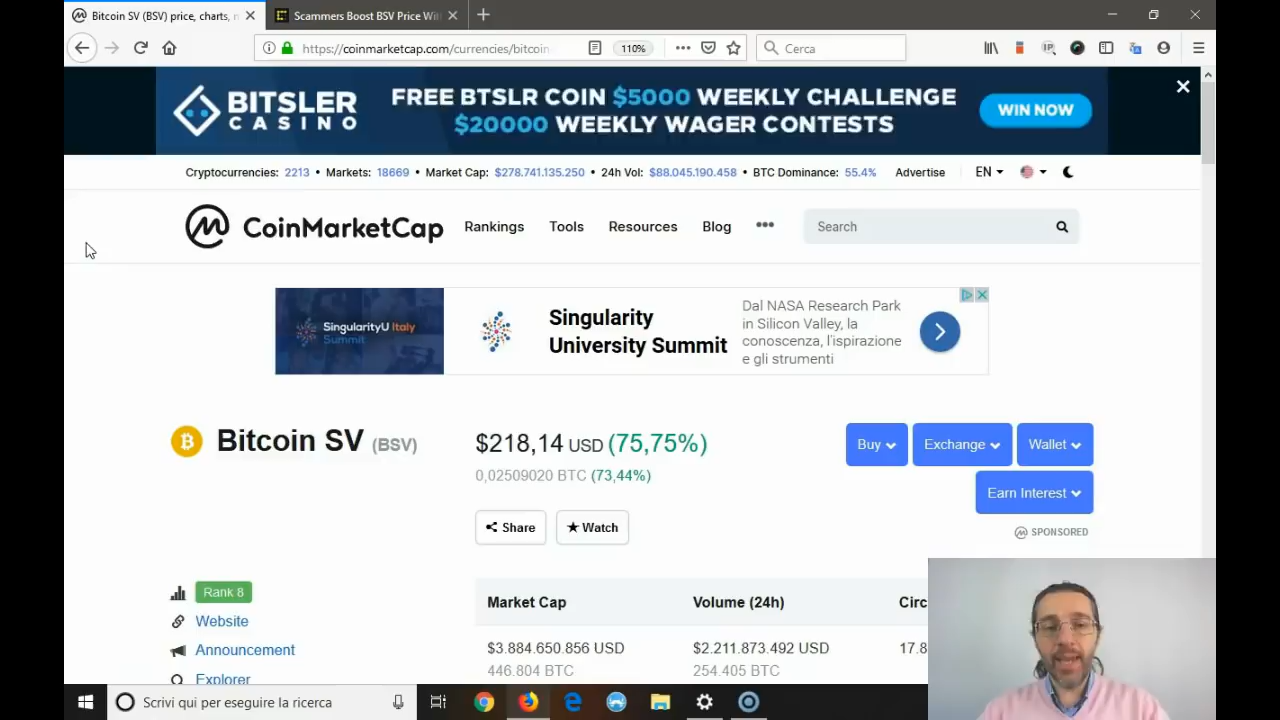 Bitcoin SV (BSV) price, charts, m
Scammers Boost BSV Price Wit
https://coinmarketcap.com/currencies/bitcoin
110%
Cerca
BITSLER CASINO
FREE BTSLR COIN $5000 WEEKLY CHALLENGE
$20000 WEEKLY WAGER CONTESTS
WIN NOW
Cryptocurrencies: 2213 • Markets: 18669 • Market Cap: $278.741.135.250 • 24h Vol: $88.045.190.458 • BTC Dominance: 55.4% Advertise EN
CoinMarketCap
Rankings Tools Resources Blog
Search
SingularityU Italy
Summit
Singularity
University Summit
Dal NASA Research Park
in Silicon Valley, la
conoscenza, l'ispirazione
e gli strumenti
Bitcoin SV (BSV)
$218,14 USD (75,75%)
0,02509020 BTC (73,44%)
Buy Exchange Wallet
Earn Interest
SPONSORED
Share Watch
Rank 8
Website
Announcement
Explorer
Market Cap Volume (24h) Circ
$3.884.650.856 USD $2.211.873.492 USD 17.8
446.804 BTC 254.405 BTC
Scrivi qui per eseguire la ricerca